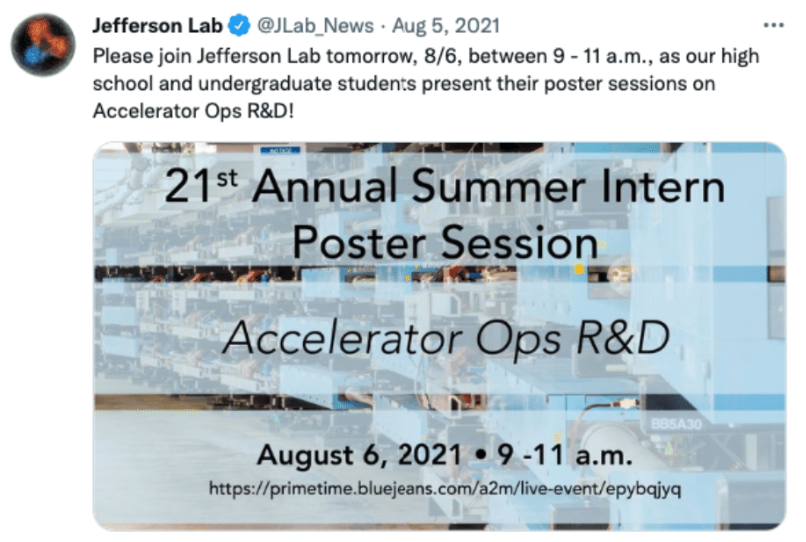 Jefferson Lab @JLab_News · Aug 5, 2021
Please join Jefferson Lab tomorrow, 8/6, between 9 - 11 a.m., as our high
school and undergraduate students present their poster sessions on
Accelerator Ops R&D!
NOTICE
21st Annual Summer Intern
Poster Session
Accelerator Ops R&D
BB5A30
August 6, 2021 • 9 -11 a.m.
https://primetime.bluejeans.com/a2m/live-event/epybqjyq